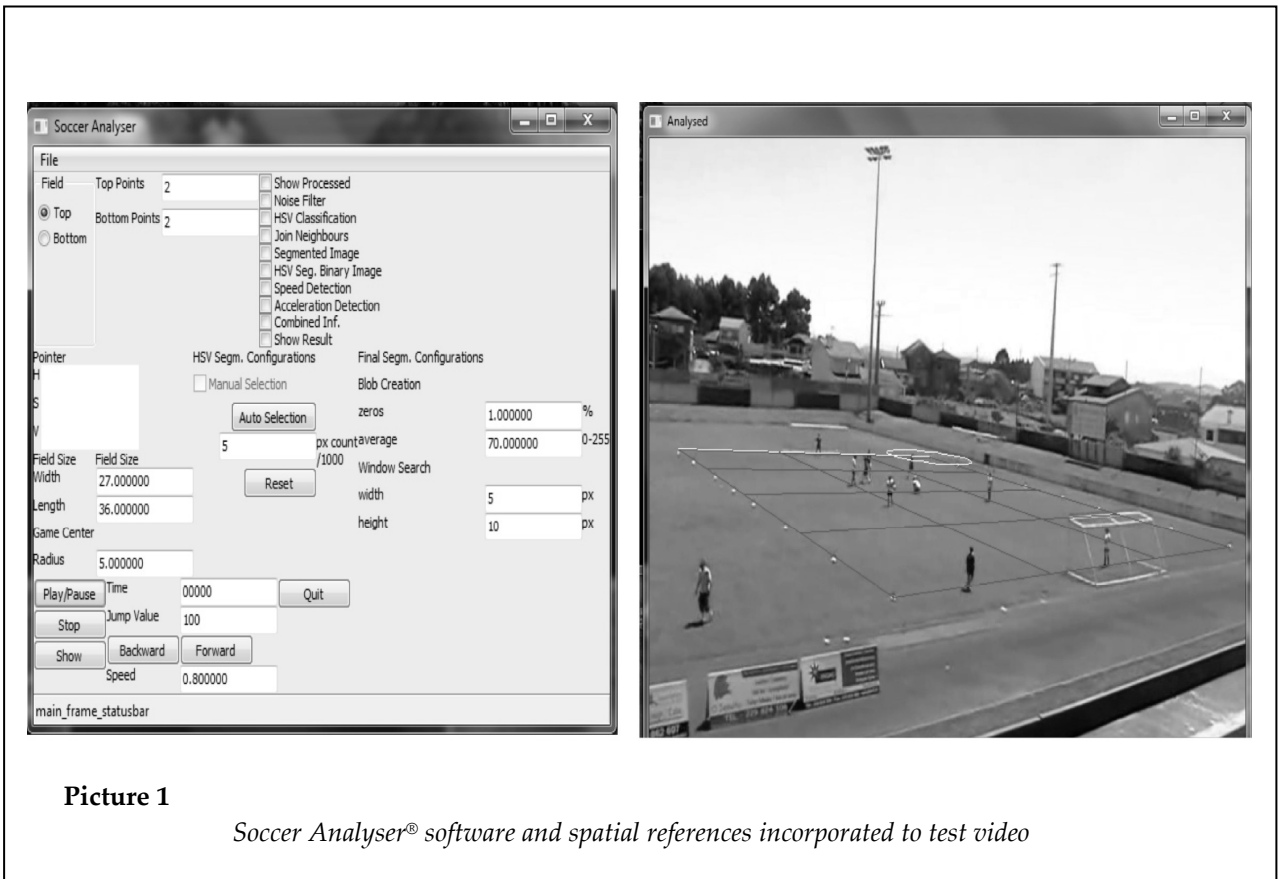 Soccer Analyser
File
Field
Top
Bottom
Top Points 2
Bottom Points 2
Show Processed
Noise Filter
HSV Classification
Join Neighbours
Segmented Image
HSV Seg. Binary Image
Speed Detection
Acceleration Detection
Combined Inf.
Show Result
Pointer
H
S
V
HSV Segm. Configurations
Manual Selection
Auto Selection
5 px count /1000
Reset
Final Segm. Configurations
Blob Creation
zeros 1.000000 %
average 70.000000 0-255
Window Search
width 5 px
height 10 px
Field Size Field Size
Width 27.000000
Length 36.000000
Game Center
Radius 5.000000
Play/Pause Time 00000 Quit
Stop Jump Value 100
Show Backward Forward
Speed 0.800000
main_frame_statusbar
Analysed
Picture 1
Soccer Analyser® software and spatial references incorporated to test video